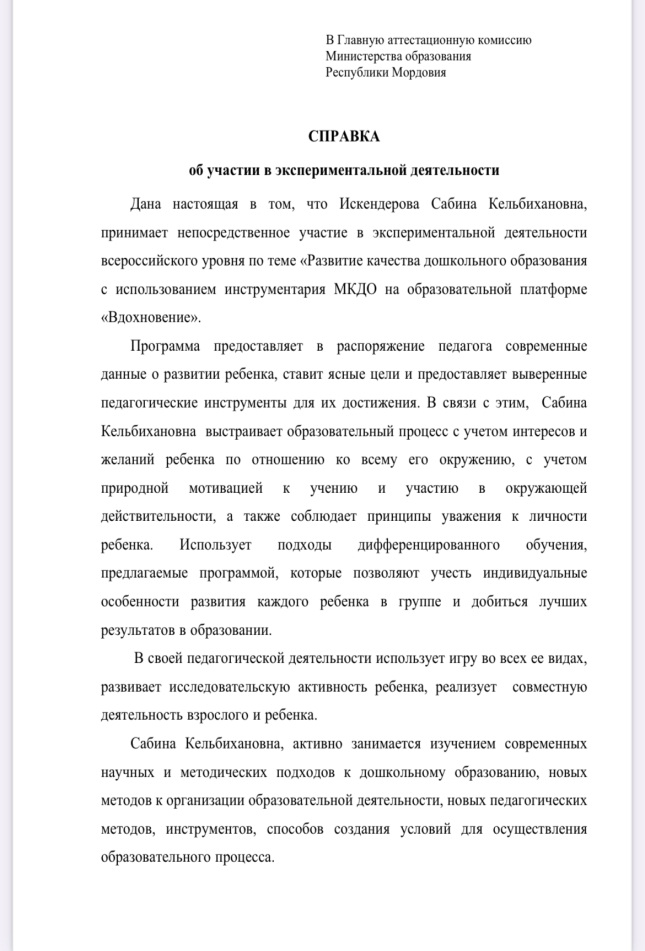 В Главную аттестационную комиссию
Министерства образования
Республики Мордовия
СПРАВКА
об участии в экспериментальной деятельности
Дана настоящая в том, что Искендерова Сабина Кельбихановна,
принимает непосредственное участие в экспериментальной деятельности
всероссийского уровня по теме «Развитие качества дошкольного образования
с использованием инструментария МКДО на образовательной платформе
«Вдохновение».
Программа предоставляет в распоряжение педагога современные
данные о развитии ребенка, ставит ясные цели и предоставляет выверенные
педагогические инструменты для их достижения. В связи с этим, Сабина
Кельбихановна выстраивает образовательный процесс с учетом интересов и
желаний ребенка по отношению ко всему его окружению, с учетом
природной мотивацией к учению и участию в окружающей
действительности, а также соблюдает принципы уважения к личности
ребенка. Использует подходы дифференцированного обучения,
предлагаемые программой, которые позволяют учесть индивидуальные
особенности развития каждого ребенка в группе и добиться лучших
результатов в образовании.
В своей педагогической деятельности использует игру во всех ее видах,
развивает исследовательскую активность ребенка, реализует совместную
деятельность взрослого и ребенка.
Сабина Кельбихановна, активно занимается изучением современных
научных и методических подходов к дошкольному образованию, новых
методов к организации образовательной деятельности, новых педагогических
методов, инструментов, способов создания условий для осуществления
образовательного процесса.